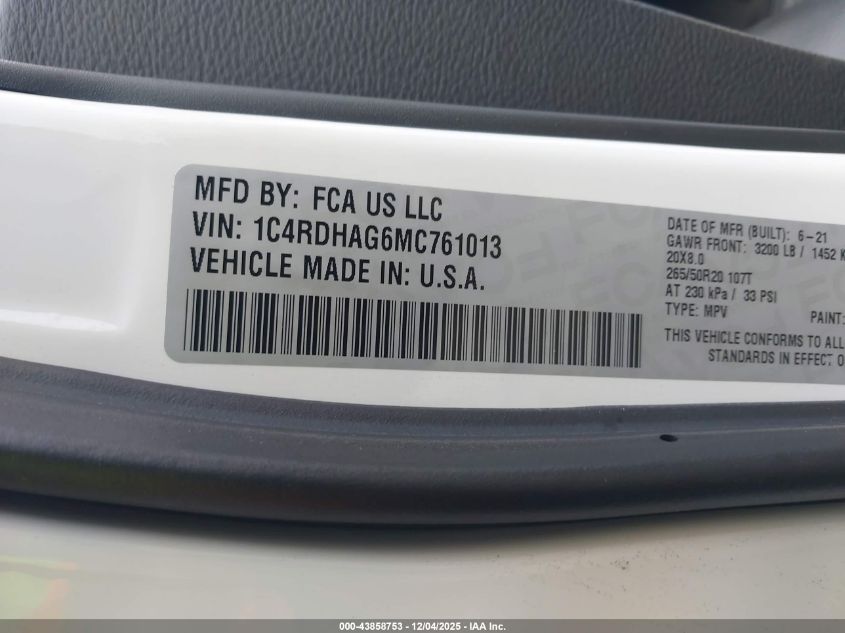 MFD BY: FCA US LLC
VIN: 1C4RDHAG6MC761013
VEHICLE MADE IN: U.S.A.
DATE OF MFR (BUILT): 6-21
GAWR FRONT: 3200 LB / 1452 K
20X8.0
265/50R20 107T
AT 230 kPa / 33 PSI
TYPE: MPV PAINT:
THIS VEHICLE CONFORMS TO ALL
STANDARDS IN EFFECT O
000-43858753 - 12/04/2025 - IAA Inc.